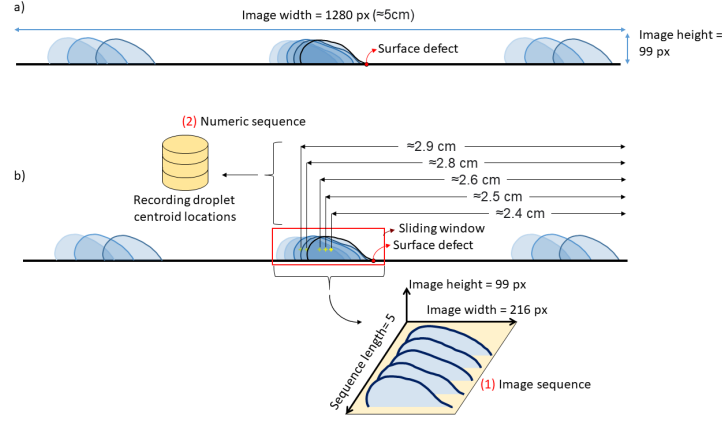 a)
Image width = 1280 px (≈5cm)
Image height =
99 px
Surface defect
(2) Numeric sequence
≈2.9 cm
≈2.8 cm
≈2.6 cm
≈2.5 cm
≈2.4 cm
b)
Recording droplet
centroid locations
Sliding window
Surface defect
Image height = 99 px
Image width = 216 px
Sequence length= 5
(1) Image sequence